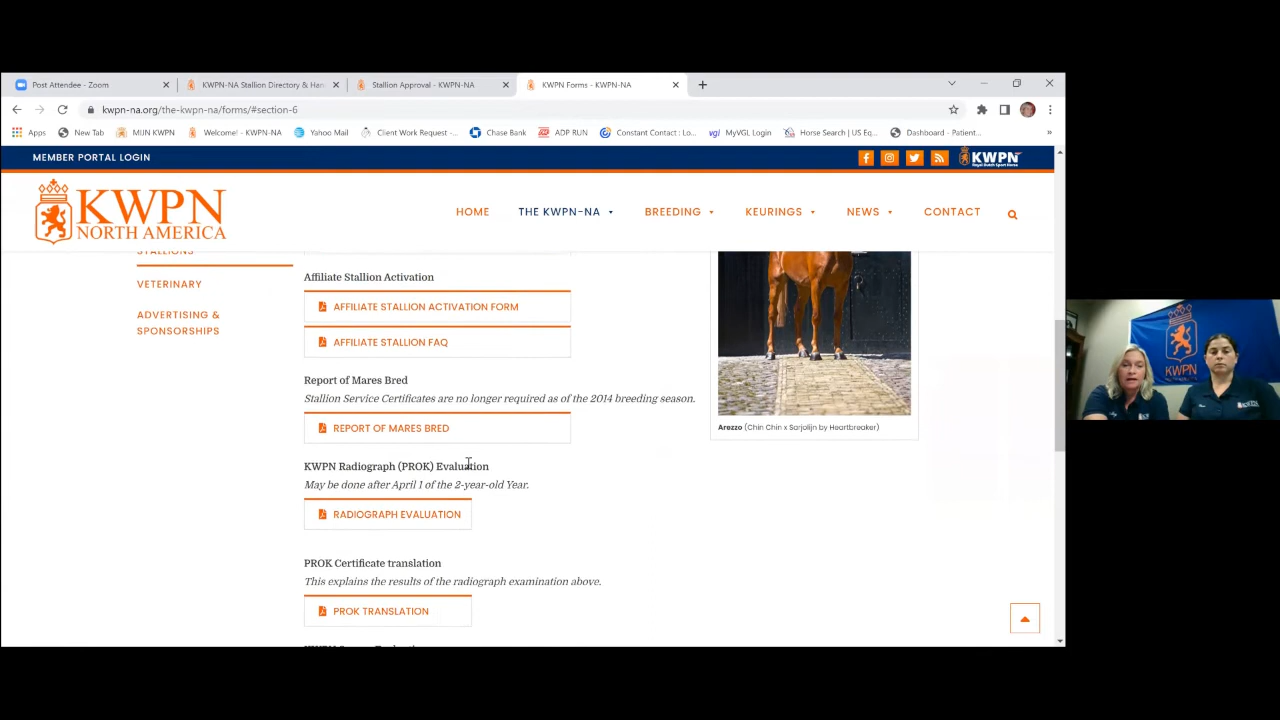 Post Attendee - Zoom
KWPN-NA Stallion Directory & Han
Stallion Approval - KWPN-NA
KWPN Forms - KWPN-NA
kwpn-na.org/the-kwpn-na/forms/#section-6
Apps
New Tab
MIJN KWPN
Welcome! - KWPN-NA
Yahoo Mail
Client Work Request -...
Chase Bank
ADP RUN
Constant Contact : Lo...
vgl MyVGL Login
Horse Search | US Eq...
Dashboard - Patient...
MEMBER PORTAL LOGIN
KWPN
KWPN
NORTH AMERICA
HOME
THE KWPN-NA
BREEDING
KEURINGS
NEWS
CONTACT
STALLIONS
VETERINARY
ADVERTISING &
SPONSORSHIPS
Affiliate Stallion Activation
AFFILIATE STALLION ACTIVATION FORM
AFFILIATE STALLION FAQ
Report of Mares Bred
Stallion Service Certificates are no longer required as of the 2014 breeding season.
REPORT OF MARES BRED
KWPN Radiograph (PROK) Evaluation
May be done after April 1 of the 2-year-old Year.
RADIOGRAPH EVALUATION
PROK Certificate translation
This explains the results of the radiograph examination above.
PROK TRANSLATION
Arezzo (Chin Chin x Sarjolijn by Heartbreaker)
KWPN